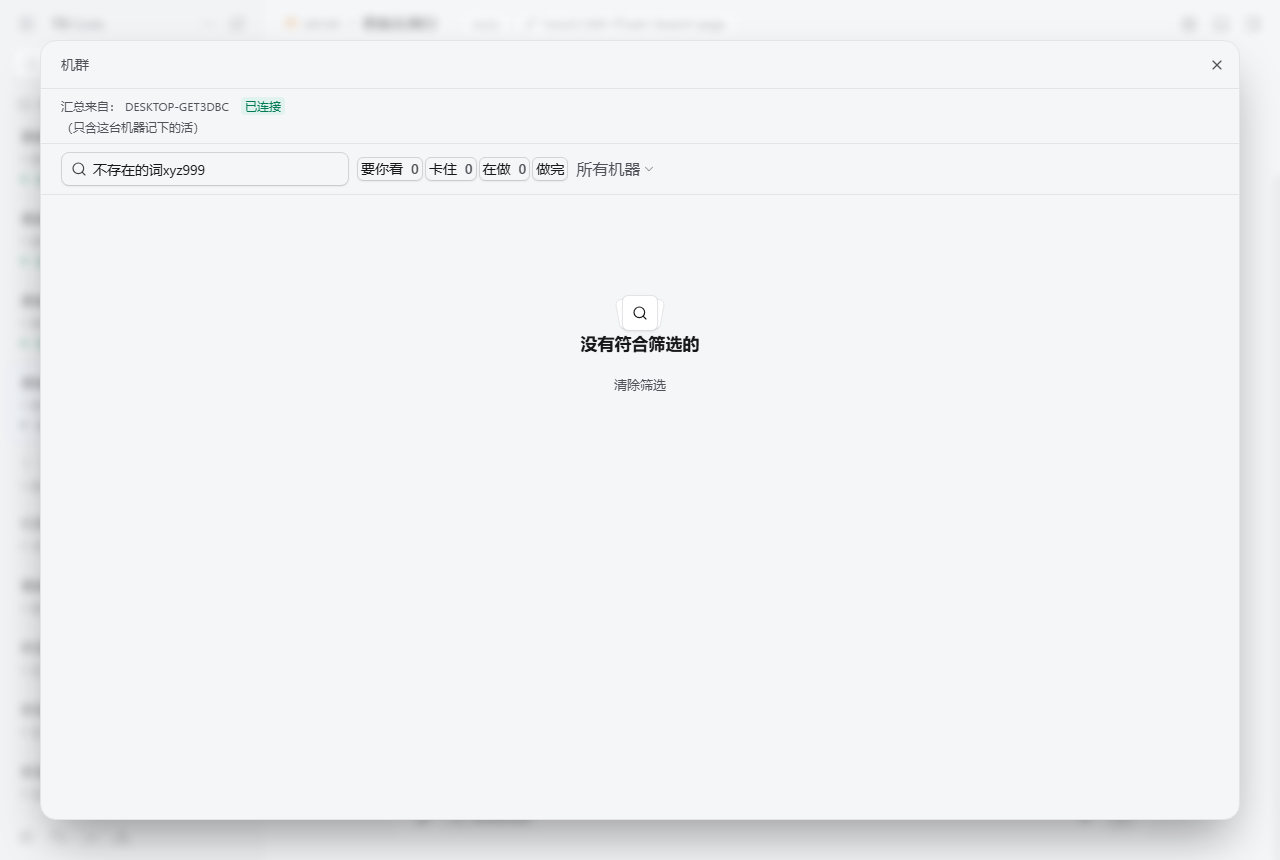 机群
汇总来自： DESKTOP-GET3DBC 已连接
（只含这台机器记下的活）
不存在的词xyz999 要你看 0 卡住 0 在做 0 做完 所有机器
没有符合筛选的
清除筛选